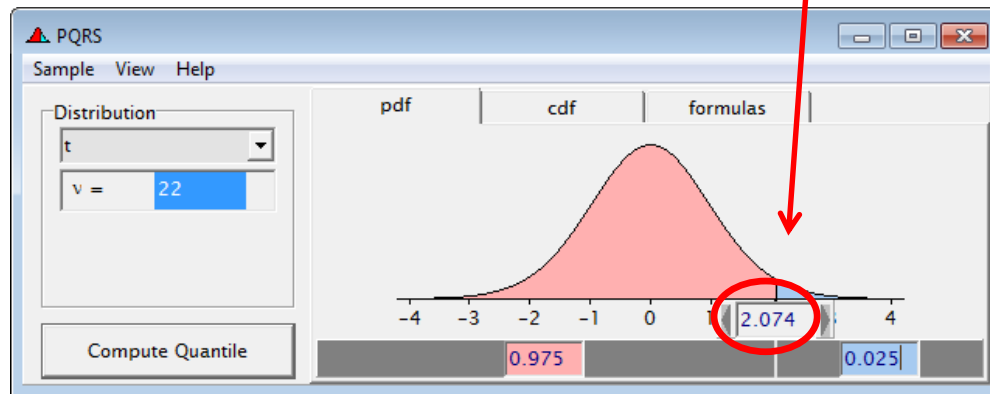 PQRS
Sample View Help
Distribution
t
ν = 22
Compute Quantile
pdf cdf formulas
-4 -3 -2 -1 0 4
2.074
0.975 0.025